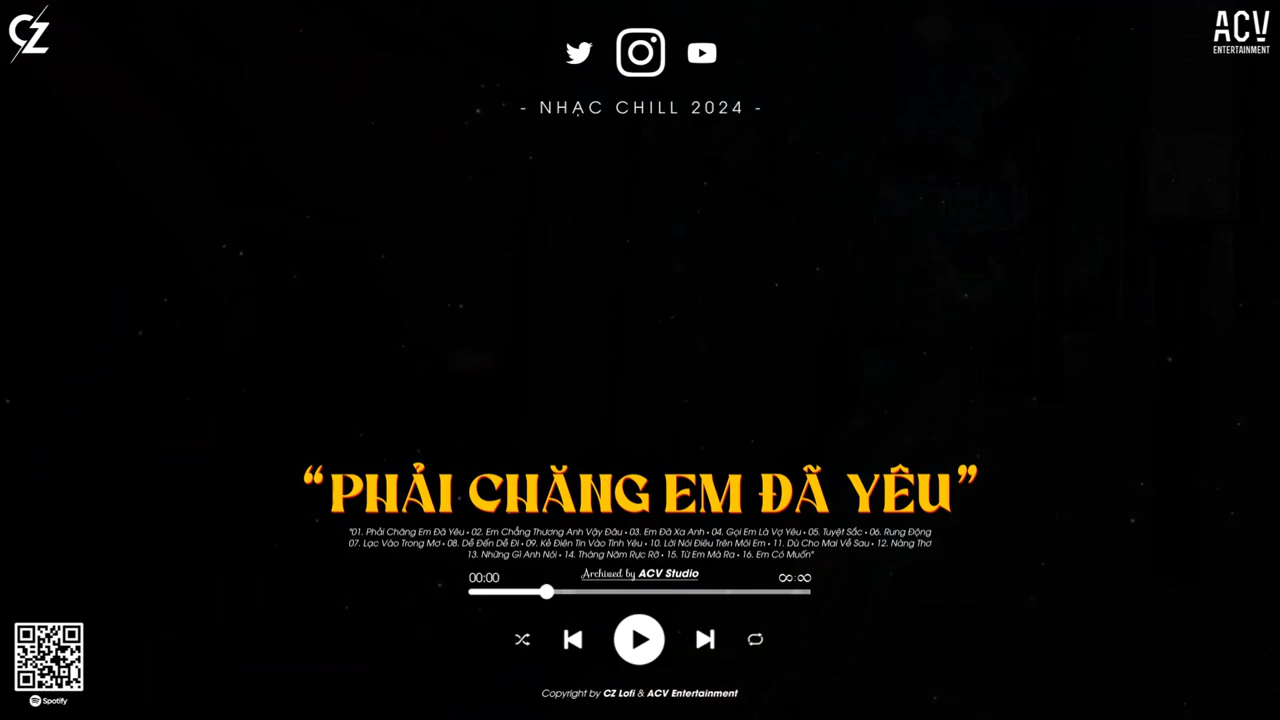 CZ
ACV
ENTERTAINMENT
- NHẠC CHILL 2024 -
“PHẢI CHĂNG EM ĐÃ YÊU”
"01. Phải Chăng Em Đã Yêu • 02. Em Chẳng Thương Anh Vậy Đâu • 03. Em Đã Xa Anh • 04. Gọi Em Là Vợ Yêu • 05. Tuyệt Sắc • 06. Rung Động
07. Lạc Vào Trong Mơ • 08. Dễ Đến Dễ Đi • 09. Kẻ Điên Tin Vào Tình Yêu • 10. Lời Nói Điêu Trên Môi Em • 11. Dù Cho Mai Về Sau • 12. Nàng Thơ
13. Những Gì Anh Nói • 14. Tháng Năm Rực Rỡ • 15. Từ Em Mà Ra • 16. Em Có Muốn"
00:00
Archived by ACV Studio
∞:∞
Spotify
Copyright by CZ Lofi & ACV Entertainment